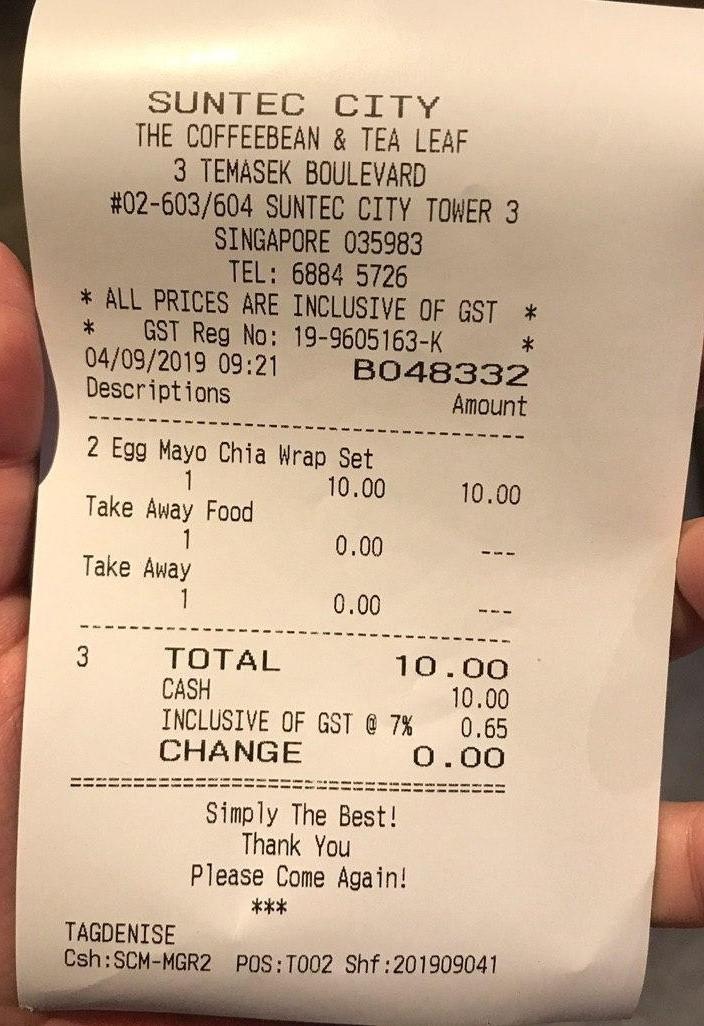 SUNTEC CITY
THE COFFEEBEAN & TEA LEAF
3 TEMASEK BOULEVARD
#02-603/604 SUNTEC CITY TOWER 3
SINGAPORE 035983
TEL: 6884 5726
* ALL PRICES ARE INCLUSIVE OF GST *
* GST Reg No: 19-9605163-K *
04/09/2019 09:21 B048332
Descriptions Amount
--------------------------------
2 Egg Mayo Chia Wrap Set
1 10.00 10.00
Take Away Food
1 0.00 ---
Take Away
1 0.00 ---
--------------------------------
3 TOTAL 10.00
CASH 10.00
INCLUSIVE OF GST @ 7% 0.65
CHANGE 0.00
================================
Simply The Best!
Thank You
Please Come Again!
***
TAGDENISE
Csh:SCM-MGR2 POS:T002 Shf:201909041